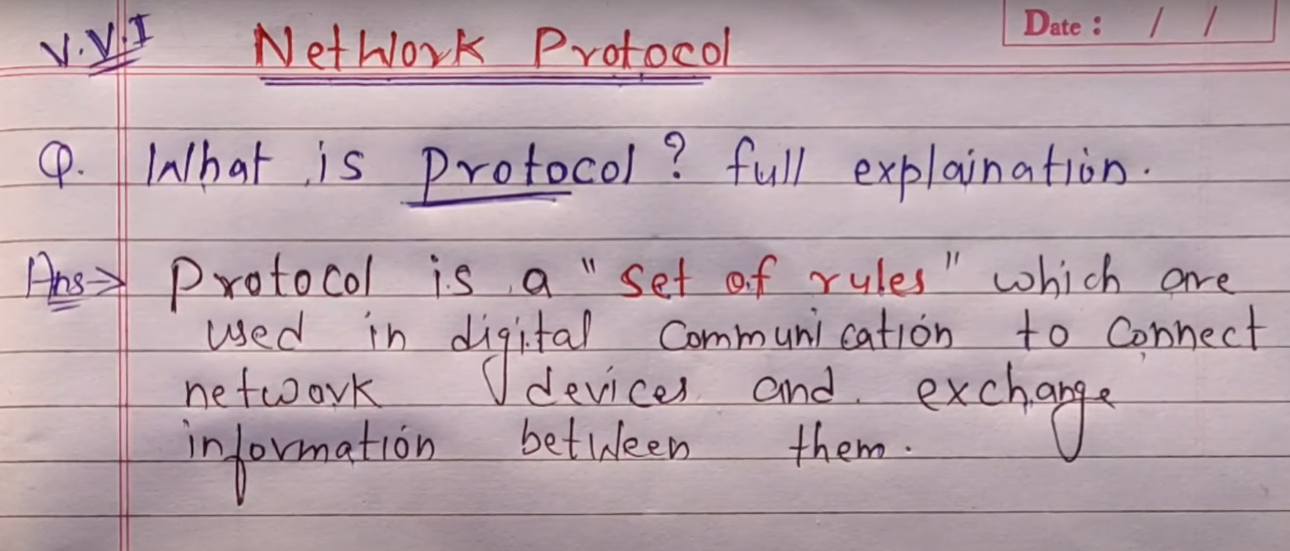 V.V.I Network Protocol Date : / /
Q. What is protocol ? full explaination.
Ans→ Protocol is a "set of rules" which are
used in digital communication to connect
network devices and exchange
information between them.